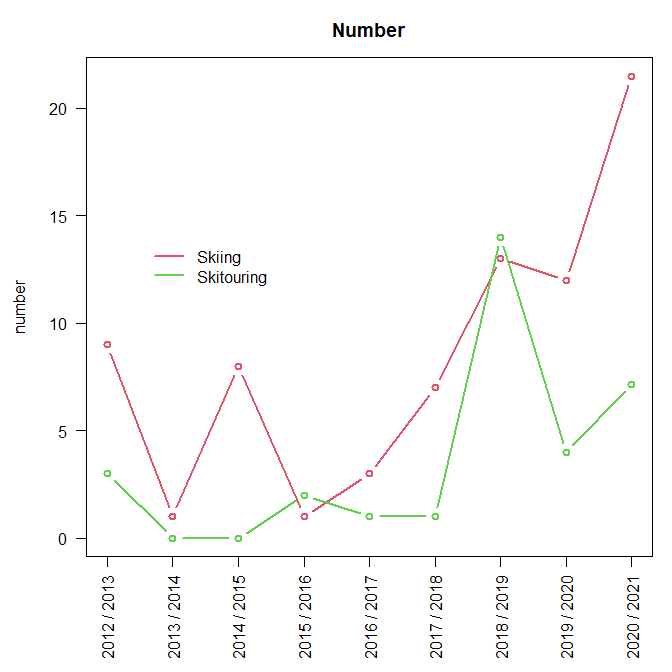 Number
number
20
15
10
5
0
Skiing
Skitouring
2012 / 2013
2013 / 2014
2014 / 2015
2015 / 2016
2016 / 2017
2017 / 2018
2018 / 2019
2019 / 2020
2020 / 2021